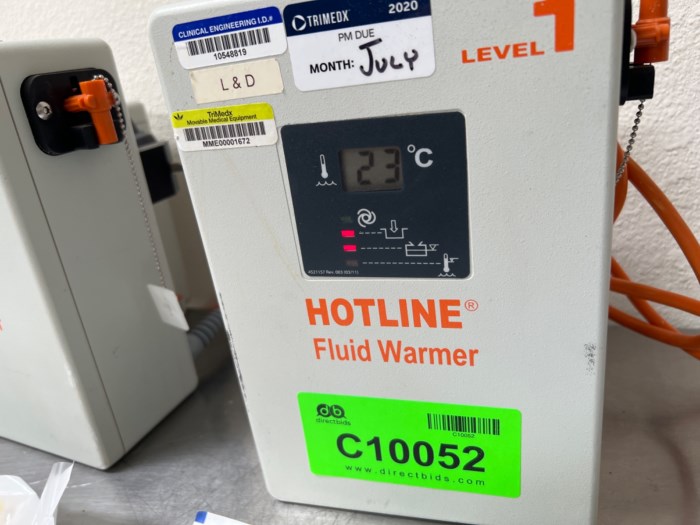 CLINICAL ENGINEERING I.D.#
10548819
TRIMEDX 2020
PM DUE
MONTH: JULY
LEVEL 1
L & D
TriMedx
Movable Medical Equipment
MME00001672
23 °C
HOTLINE®
Fluid Warmer
db
directbids
C10052
C10052
www.directbids.com